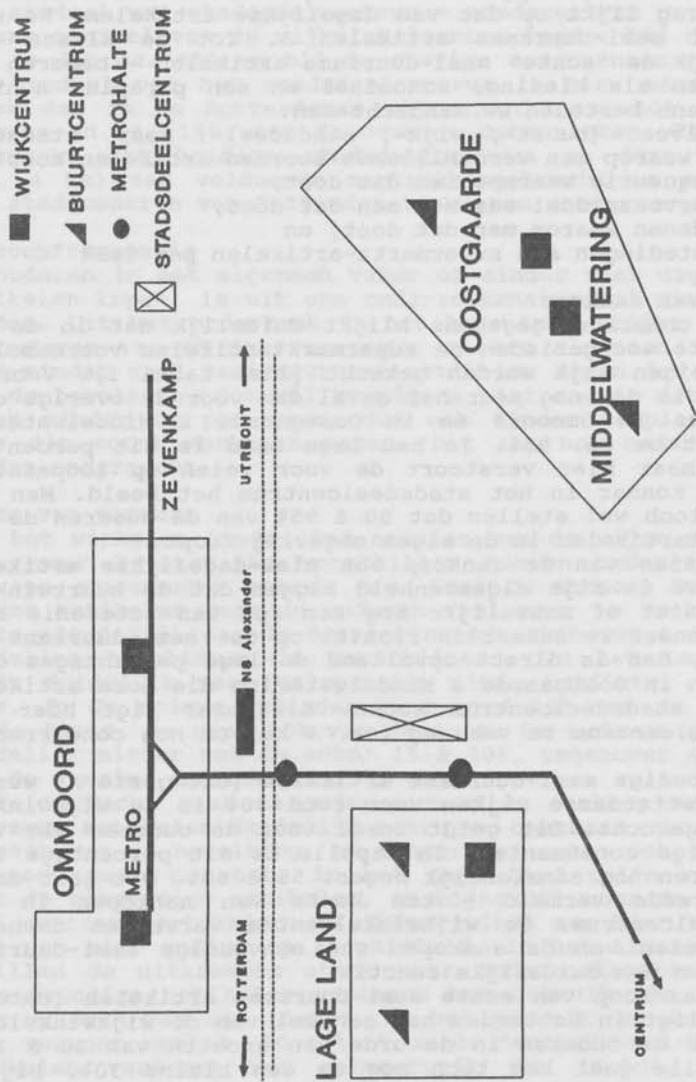 WIJKCENTRUM
BUURTCENTRUM
METROHALTE
STADSDEELCENTRUM
OMMOORD
METRO
ZEVENKAMP
NS Alexander
ROTTERDAM
UTRECHT
LAGE LAND
OOSTGAARDE
MIDDELWATERING
CENTRUM